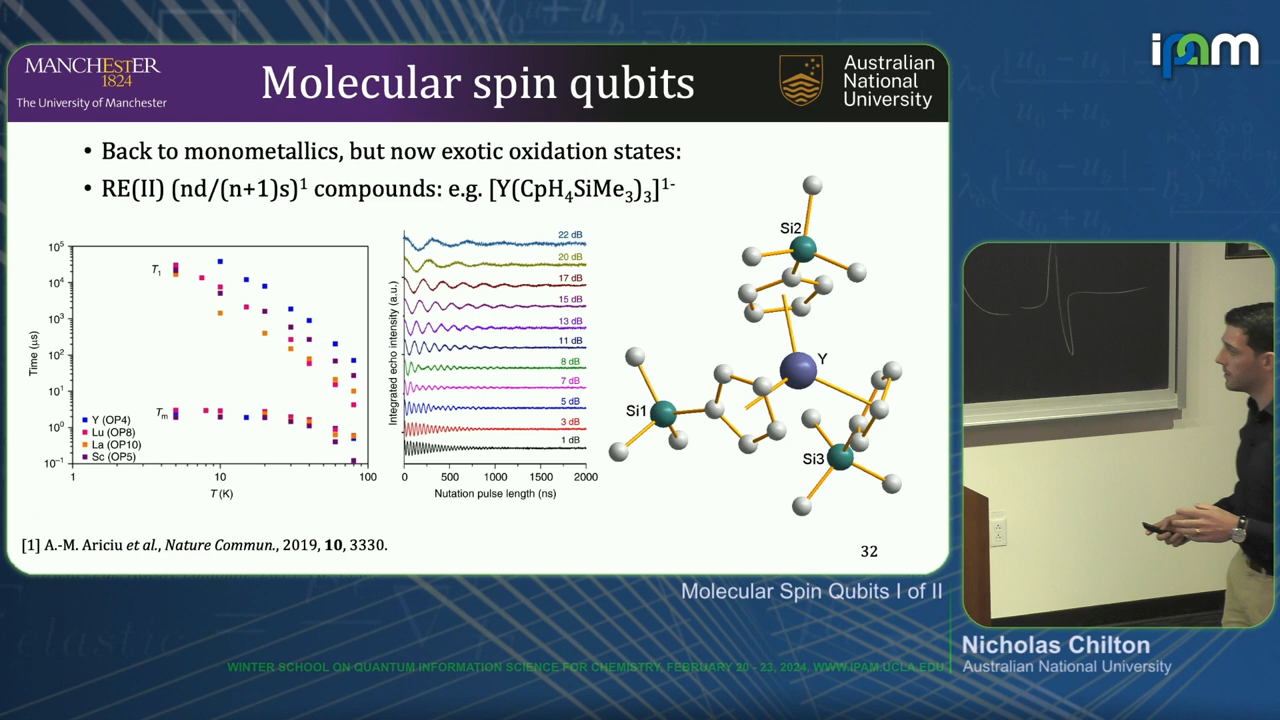 MANCHESTER
1824
The University of Manchester
Molecular spin qubits
Australian
National
University
ipam
• Back to monometallics, but now exotic oxidation states:
• RE(II) (nd/(n+1)s)¹ compounds: e.g. [Y(CpH₄SiMe₃)₃]¹⁻
10⁵
10⁴
10³
10²
10¹
10⁰
10⁻¹
Time (µs)
T₁
Tₘ
Y (OP4)
Lu (OP8)
La (OP10)
Sc (OP5)
1
10
100
T (K)
Integrated echo intensity (a.u.)
22 dB
20 dB
17 dB
15 dB
13 dB
11 dB
8 dB
7 dB
5 dB
3 dB
1 dB
0
500
1000
1500
2000
Nutation pulse length (ns)
Si2
Y
Si1
Si3
[1] A.-M. Ariciu et al., Nature Commun., 2019, 10, 3330.
32
Molecular Spin Qubits I of II
Nicholas Chilton
Australian National University
WINTER SCHOOL ON QUANTUM INFORMATION SCIENCE FOR CHEMISTRY, FEBRUARY 20 - 23, 2024, WWW.IPAM.UCLA.EDU
elastic